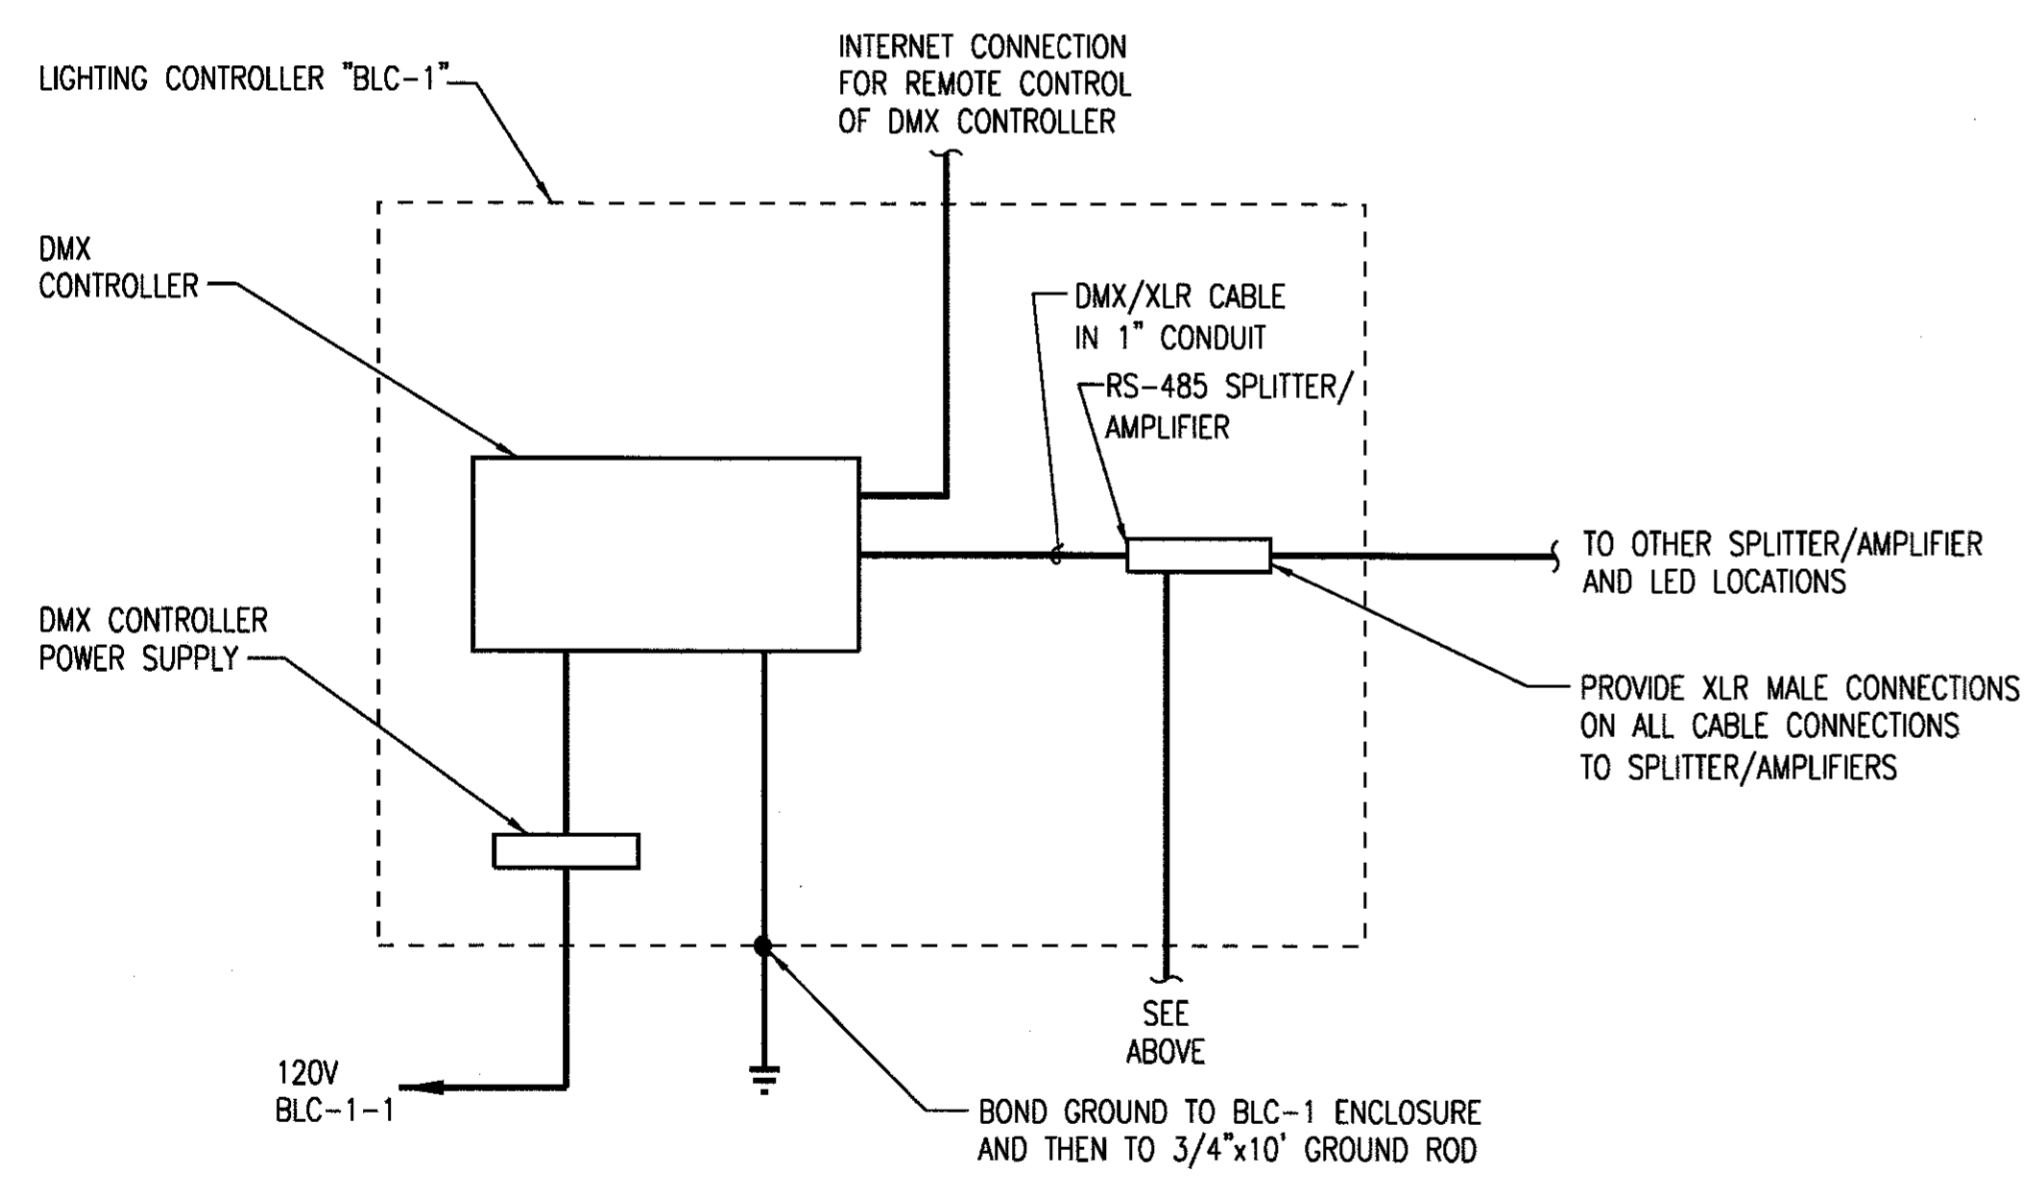 LIGHTING CONTROLLER "BLC-1"
INTERNET CONNECTION
FOR REMOTE CONTROL
OF DMX CONTROLLER
DMX
CONTROLLER
DMX/XLR CABLE
IN 1" CONDUIT
RS-485 SPLITTER/
AMPLIFIER
TO OTHER SPLITTER/AMPLIFIER
AND LED LOCATIONS
DMX CONTROLLER
POWER SUPPLY
PROVIDE XLR MALE CONNECTIONS
ON ALL CABLE CONNECTIONS
TO SPLITTER/AMPLIFIERS
SEE
ABOVE
120V
BLC-1-1
BOND GROUND TO BLC-1 ENCLOSURE
AND THEN TO 3/4"x10' GROUND ROD